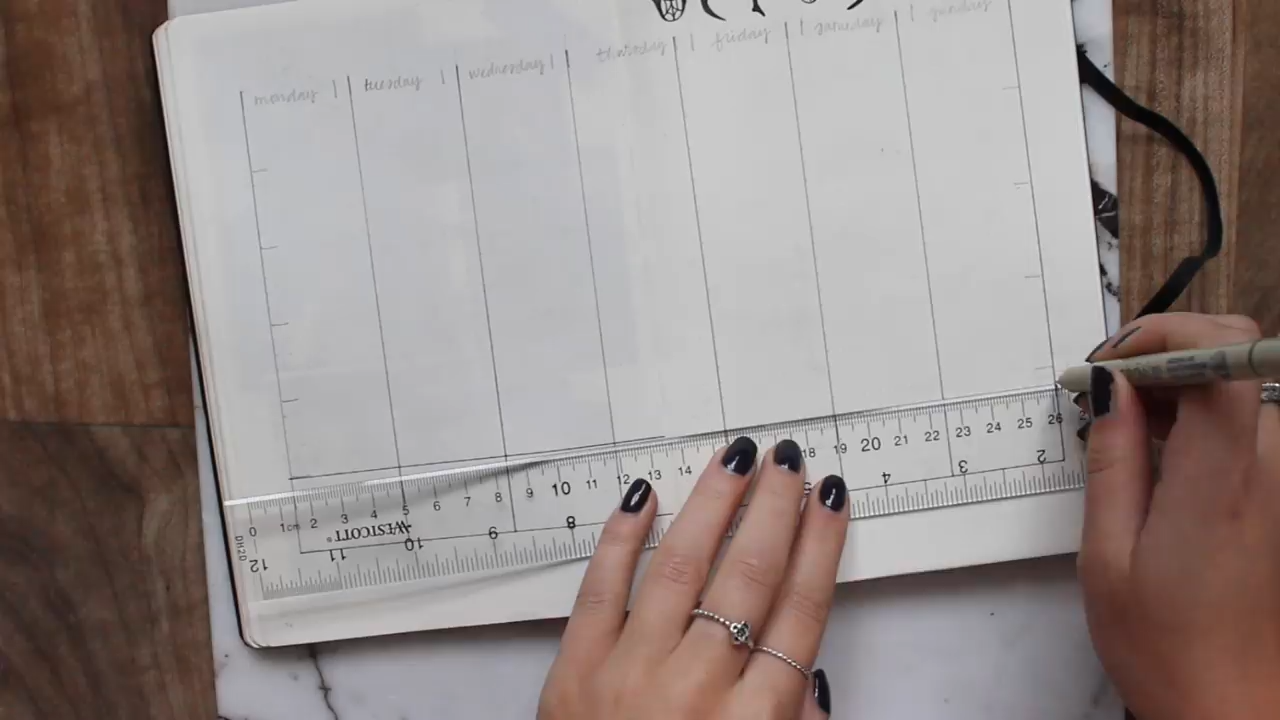 monday | tuesday | wednesday | thursday | friday | saturday | sunday
0 1cm 2 3 4 5 6 7 8 9 10 11 12 13 14 18 19 20 21 22 23 24 25 26
WESTCOTT®
12 11 10 9 8 5 4 3 2
DH20